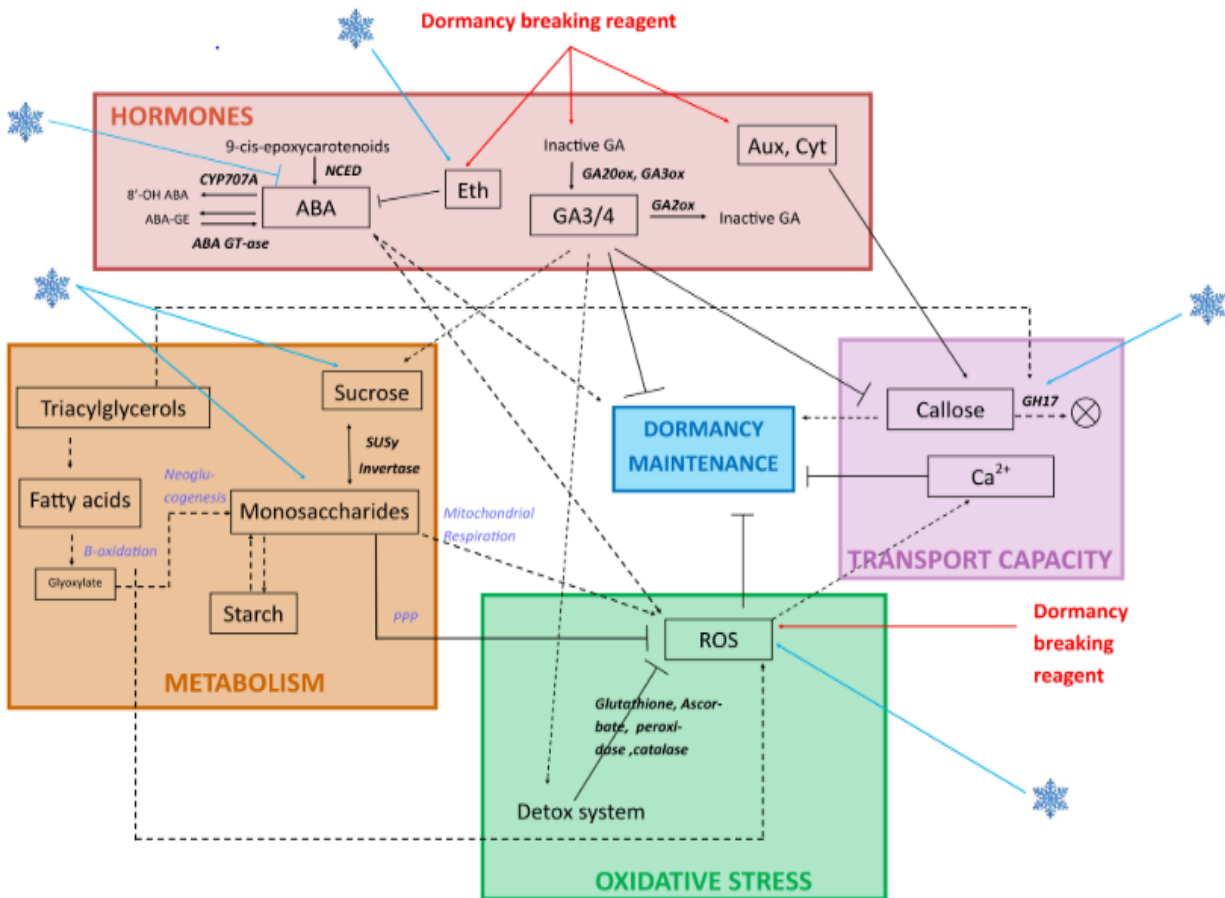 Dormancy breaking reagent
HORMONES
9-cis-epoxycarotenoids
NCED
CYP707A
8'-OH ABA
ABA
ABA-GE
ABA GT-ase
Eth
Inactive GA
GA20ox, GA3ox
GA3/4
GA2ox
Inactive GA
Aux, Cyt
Triacylglycerols
Sucrose
SUSy
Invertase
Neoglu-
cogenesis
Fatty acids
Monosaccharides
B-oxidation
Glyoxylate
Starch
Mitochondrial
Respiration
ppp
METABOLISM
DORMANCY
MAINTENANCE
Callose
GH17
Ca2+
TRANSPORT CAPACITY
ROS
Dormancy
breaking
reagent
Glutathione, Ascor-
bate, peroxi-
dase ,catalase
Detox system
OXIDATIVE STRESS